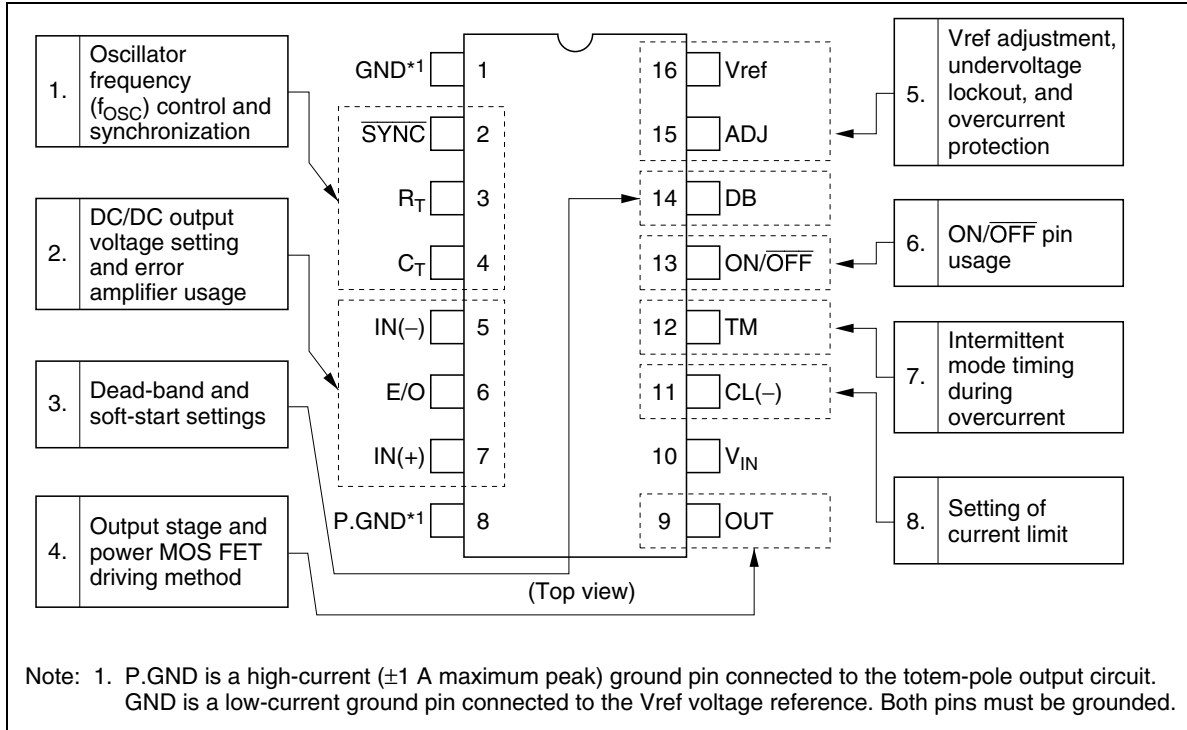 1.
Oscillator
frequency
(fOSC) control and
synchronization
2.
DC/DC output
voltage setting
and error
amplifier usage
3.
Dead-band and
soft-start settings
4.
Output stage and
power MOS FET
driving method
GND*1 1
SYNC 2
RT 3
CT 4
IN(−) 5
E/O 6
IN(+) 7
P.GND*1 8
16 Vref
15 ADJ
14 DB
13 ON/OFF
12 TM
11 CL(−)
10 VIN
9 OUT
(Top view)
5.
Vref adjustment,
undervoltage
lockout, and
overcurrent
protection
6.
ON/OFF pin
usage
7.
Intermittent
mode timing
during
overcurrent
8.
Setting of
current limit
Note: 1. P.GND is a high-current (±1 A maximum peak) ground pin connected to the totem-pole output circuit.
GND is a low-current ground pin connected to the Vref voltage reference. Both pins must be grounded.